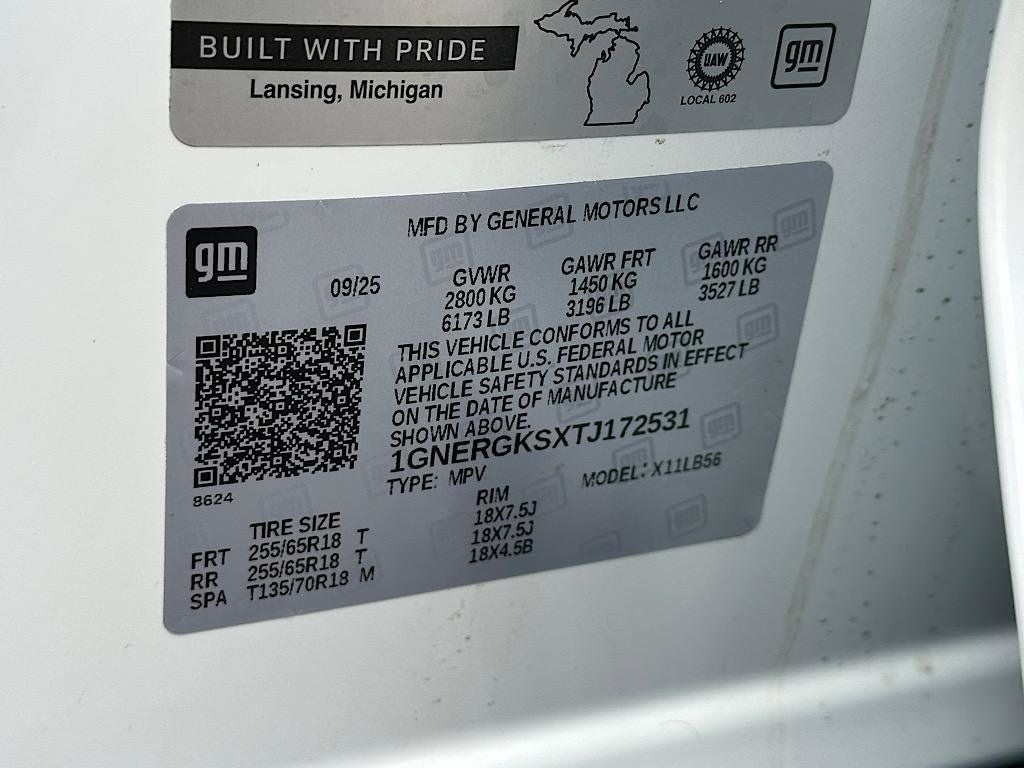 BUILT WITH PRIDE
Lansing, Michigan
UAW
LOCAL 602
gm
MFD BY GENERAL MOTORS LLC
gm
09/25
GVWR
2800 KG
6173 LB
GAWR FRT
1450 KG
3196 LB
GAWR RR
1600 KG
3527 LB
THIS VEHICLE CONFORMS TO ALL
APPLICABLE U.S. FEDERAL MOTOR
VEHICLE SAFETY STANDARDS IN EFFECT
ON THE DATE OF MANUFACTURE
SHOWN ABOVE.
1GNERGKSXTJ172531
TYPE: MPV MODEL: X11LB56
8624
TIRE SIZE RIM
FRT 255/65R18 T 18X7.5J
RR 255/65R18 T 18X7.5J
SPA T135/70R18 M 18X4.5B